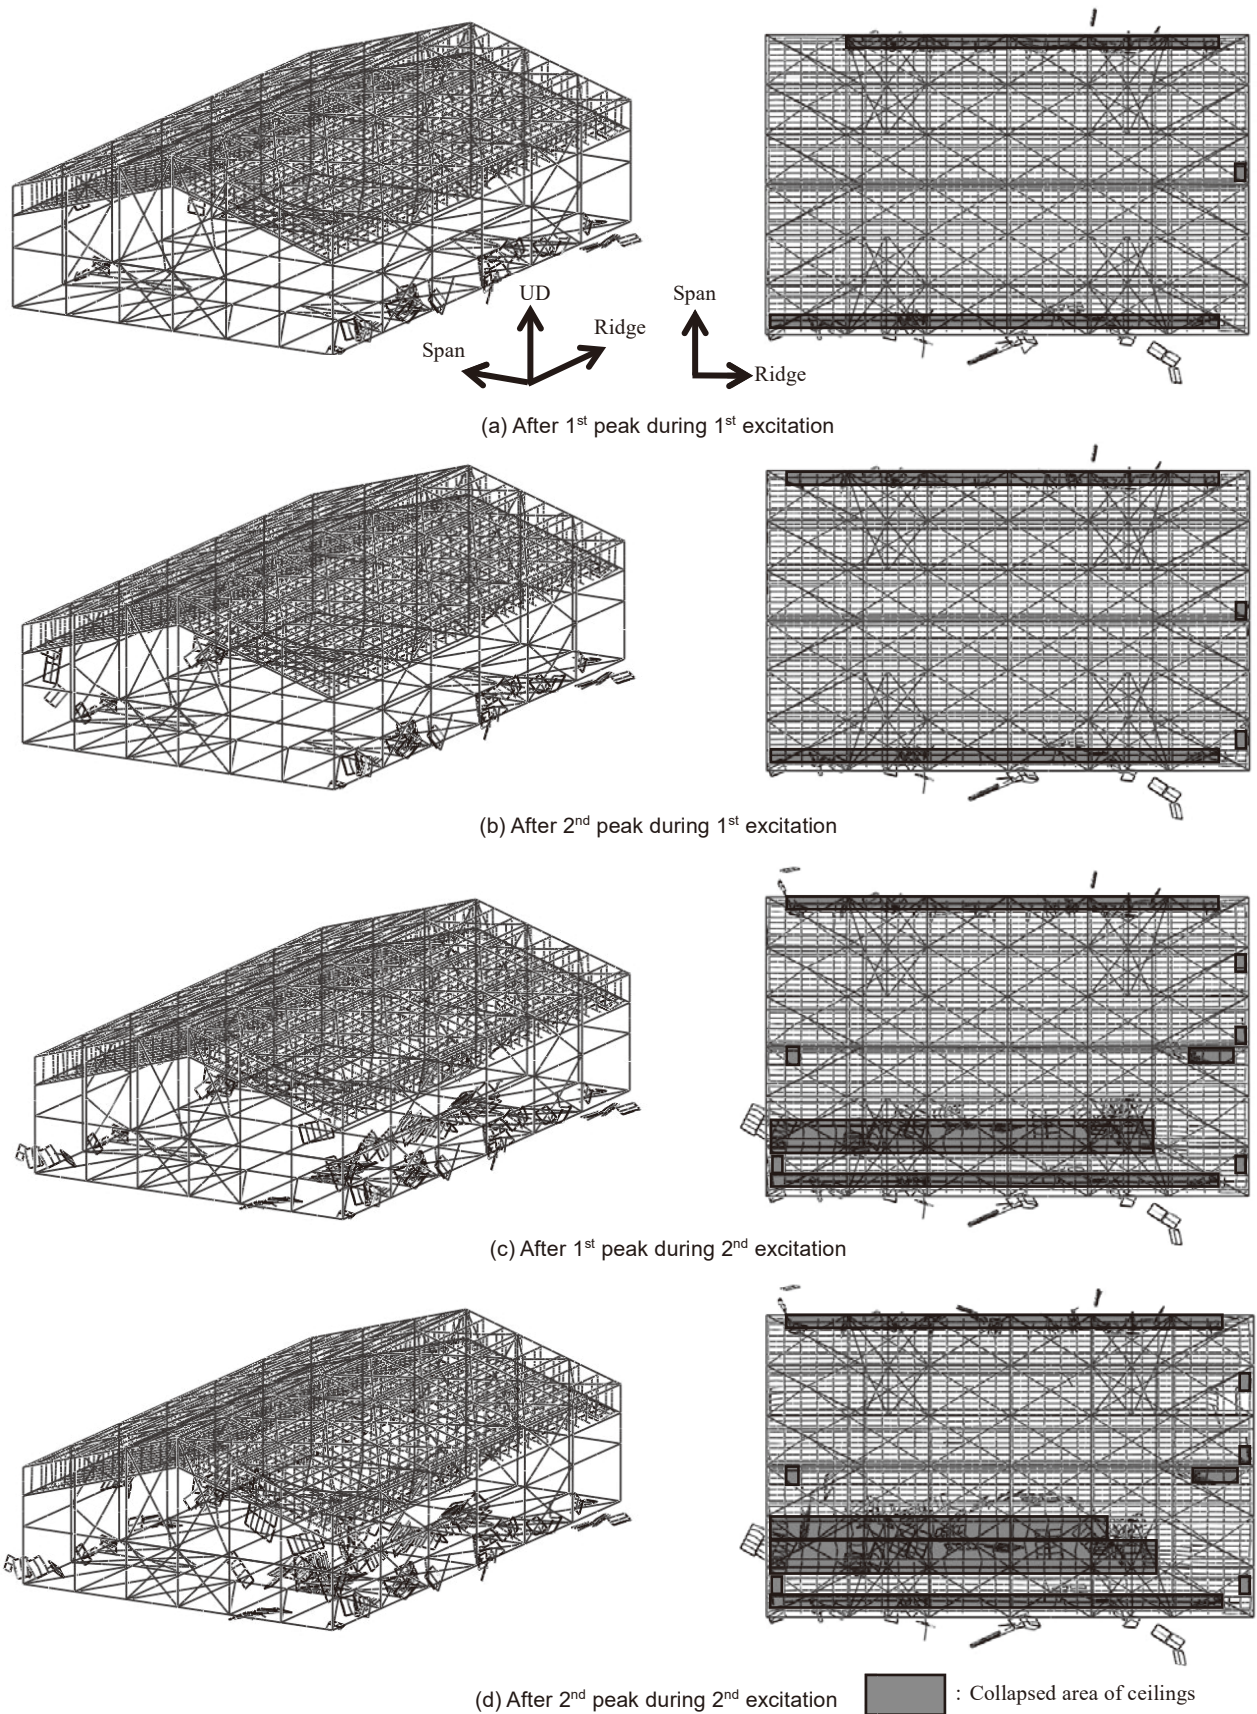 UD
Ridge
Span
Span
Ridge
(a) After 1st peak during 1st excitation
(b) After 2nd peak during 1st excitation
(c) After 1st peak during 2nd excitation
(d) After 2nd peak during 2nd excitation
: Collapsed area of ceilings